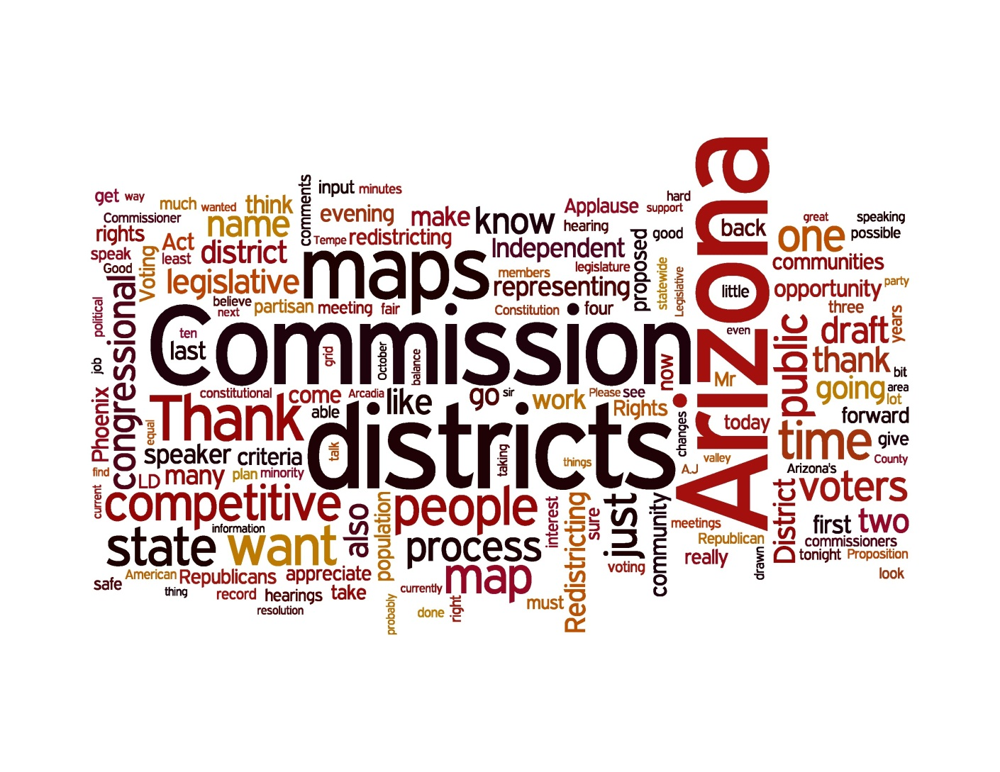 get way
much wanted think
comments
input minutes
Commissioner
name
evening
make know
Applause
hard
support
rights
Act
Tempe redistricting
hearing
good
back
one
great
speaking
possible
speak
least
district
Independent
proposed
Arizona
communities
Good
Voting
legislative
maps
members
legislature
representing
statewide
Legislative
little
opportunity
party
believe
next
partisan
meeting
fair
Constitution
four
three
political
congressional
ten
last
Commission
grid
October
balance
now
even
public
draft
years
job
Mr
thank
bit
constitutional
come
Arcadia
like
go
sir
work
Please
see
going
area
lot
Phoenix
equal
Thank
able
Rights
changes
today
forward
speaker
criteria
talk
districts
taking
things
valley
A.J
time
give
County
find
LD
many
plan
minority
Arizona's
current
competitive
also
population
people
interest
Redistricting
sure
just
community
meetings
District
voters
state
information
want
process
Republican
first
two
commissioners
American
Republicans
appreciate
map
voting
really
drawn
tonight
Proposition
safe
thing
record
hearings
take
currently
look
resolution
probably
done
right
must